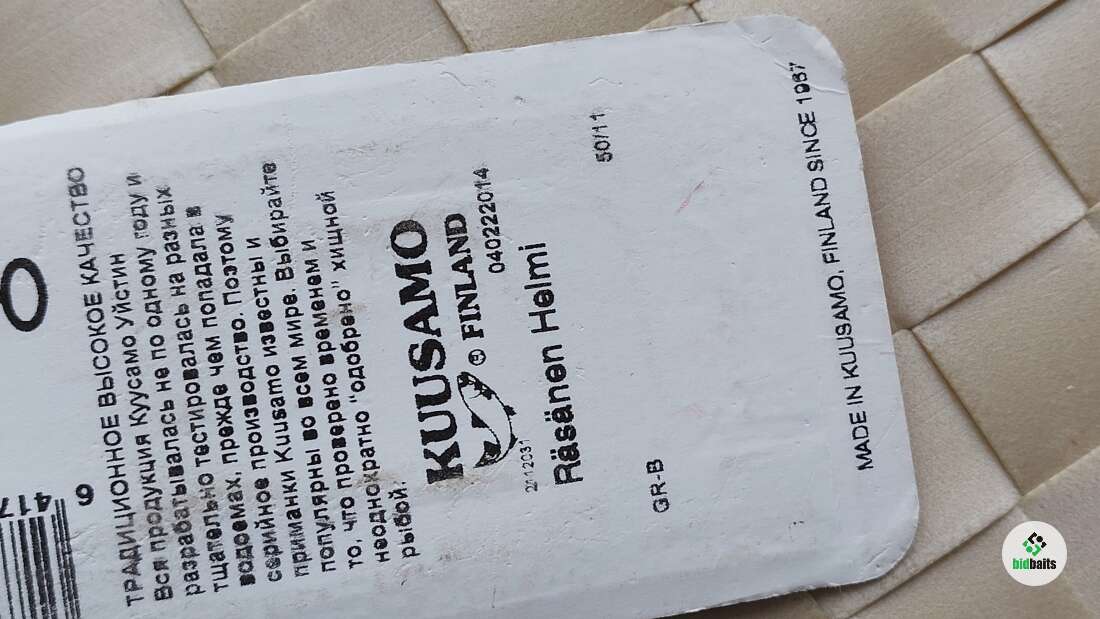 6
ТРАДИЦИОННОЕ ВЫСОКОЕ КАЧЕСТВО
Вся продукция Куусамо Уйстин
разрабатывалась не по одному году и
тщательно тестировалась на разных
водоемах, прежде чем попадала в
серийное производство. Поэтому
приманки Kuusamo известны и
популярны во всем мире. Выбирайте
то, что проверено временем и
неоднократно "одобрено" хищной
рыбой.
KUUSAMO
® FINLAND
040222014
Räsänen Helmi
50/11
GR-B
MADE IN KUUSAMO, FINLAND SINCE 1967
bidbaits